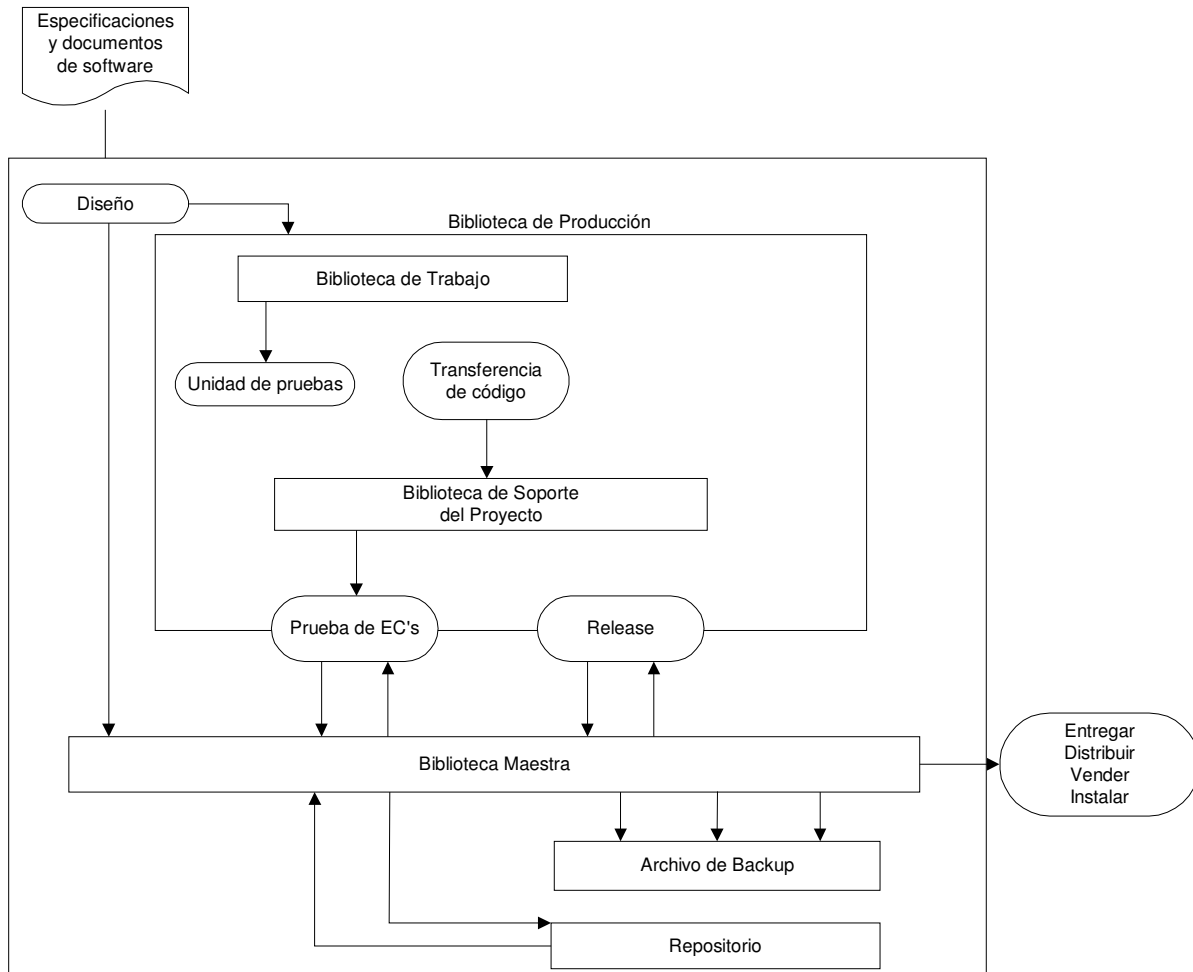 Especificaciones
y documentos
de software
Diseño
Biblioteca de Producción
Biblioteca de Trabajo
Unidad de pruebas
Transferencia
de código
Biblioteca de Soporte
del Proyecto
Prueba de EC's
Release
Biblioteca Maestra
Entregar
Distribuir
Vender
Instalar
Archivo de Backup
Repositorio